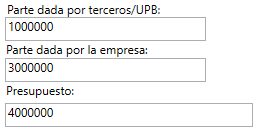 Parte dada por terceros/UPB:
1000000
Parte dada por la empresa:
3000000
Presupuesto:
4000000